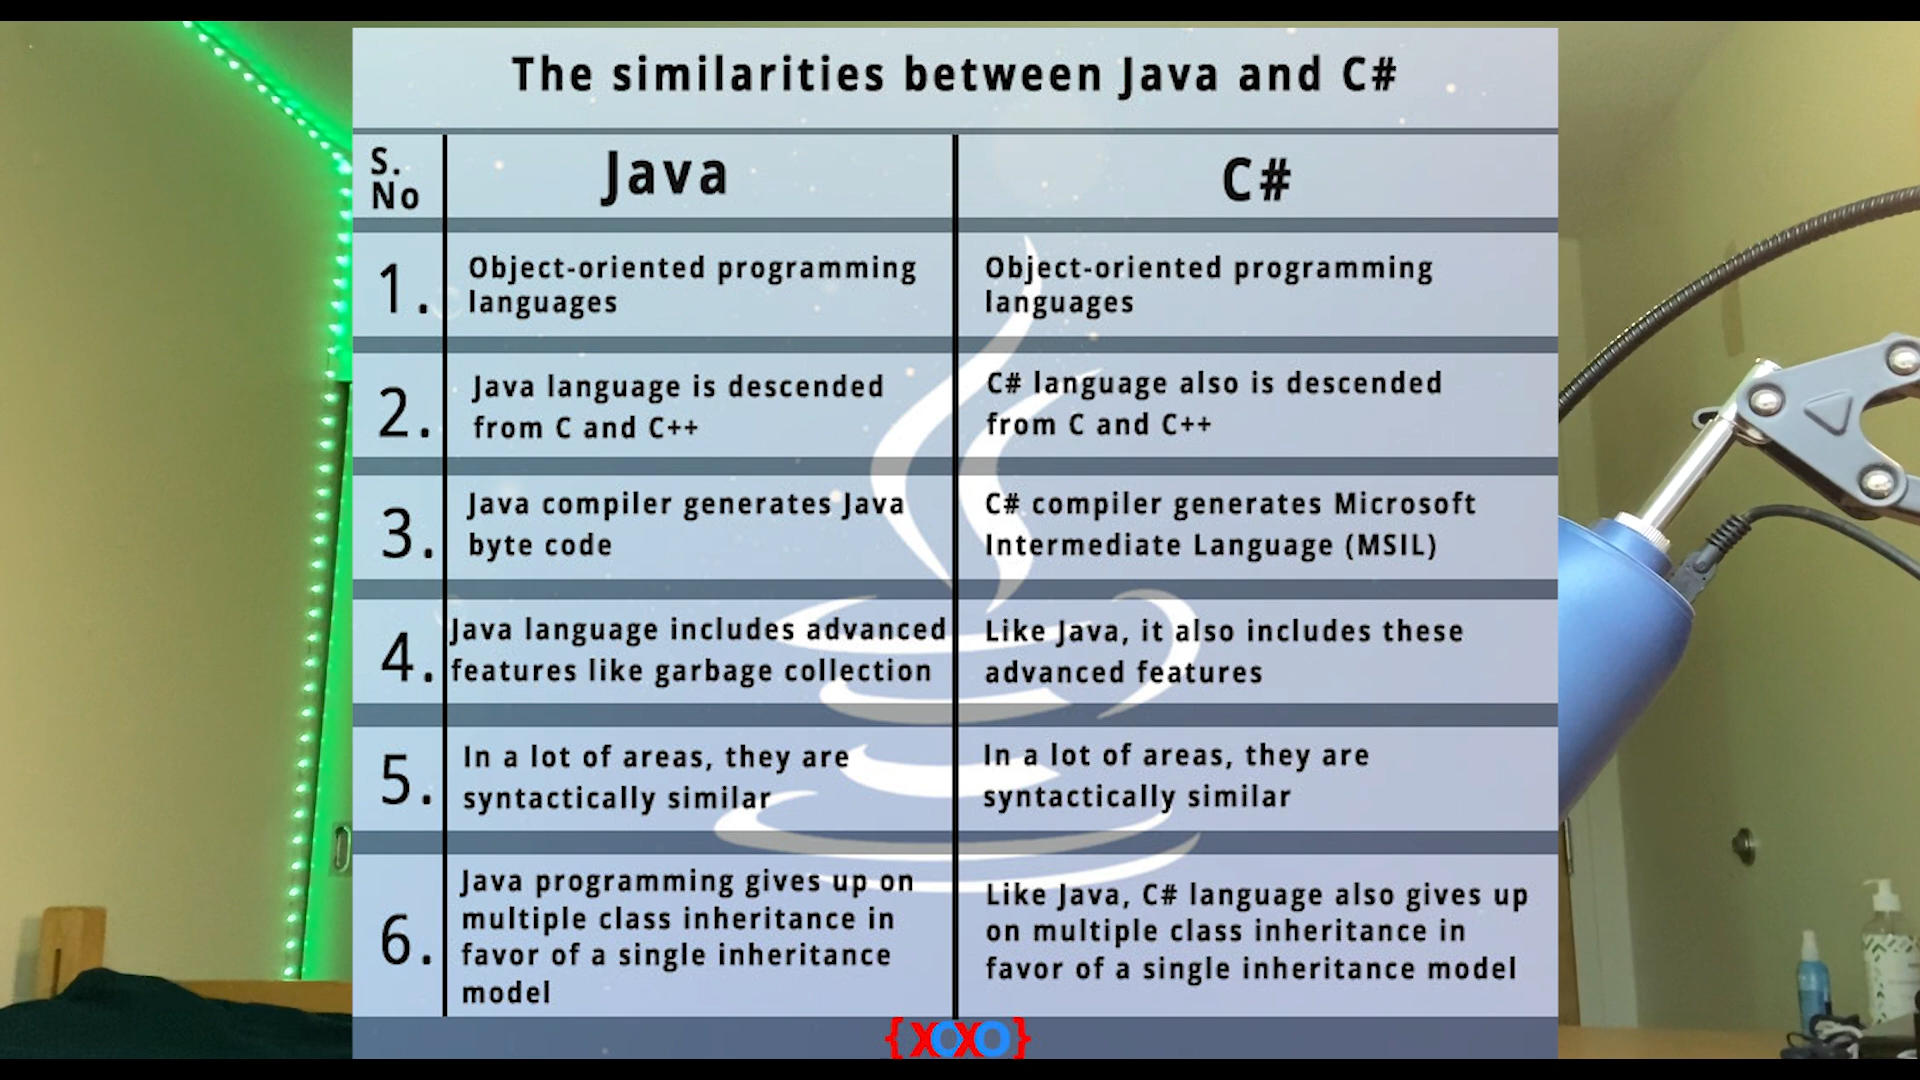 The similarities between Java and C#
S.
No
Java
C#
1.
Object-oriented programming
languages
Object-oriented programming
languages
2.
Java language is descended
from C and C++
C# language also is descended
from C and C++
3.
Java compiler generates Java
byte code
C# compiler generates Microsoft
Intermediate Language (MSIL)
4.
Java language includes advanced
features like garbage collection
Like Java, it also includes these
advanced features
5.
In a lot of areas, they are
syntactically similar
In a lot of areas, they are
syntactically similar
6.
Java programming gives up on
multiple class inheritance in
favor of a single inheritance
model
Like Java, C# language also gives up
on multiple class inheritance in
favor of a single inheritance model
{XOXO}